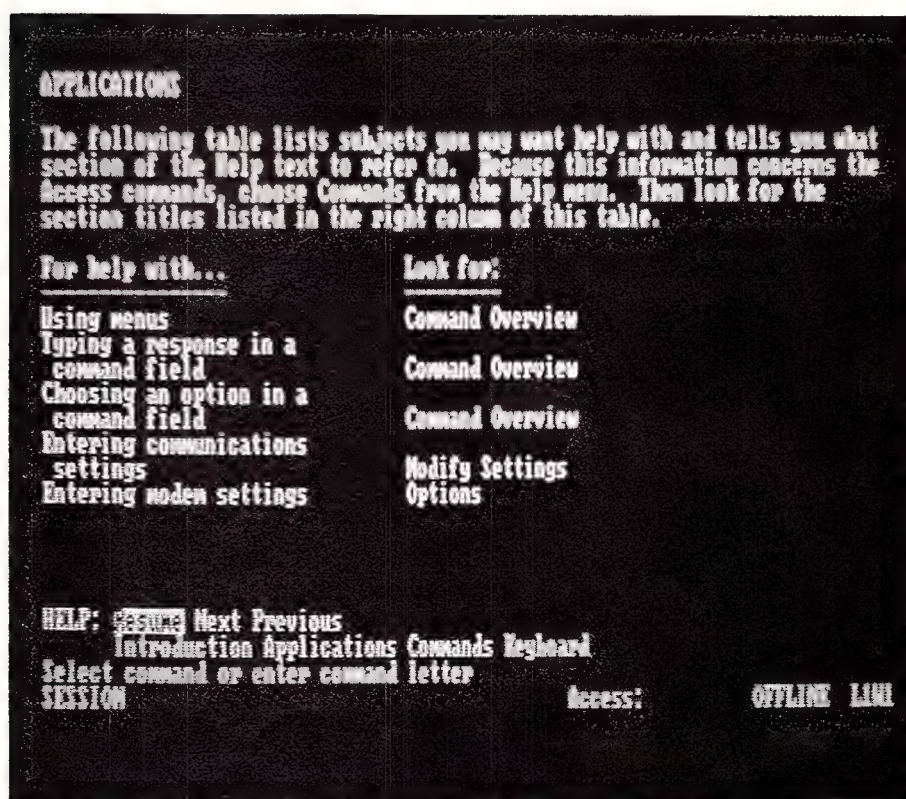 APPLICATIONS
The following table lists subjects you may want help with and tells you what
section of the Help text to refer to. Because this information concerns the
Access commands, choose Commands from the Help menu. Then look for the
section titles listed in the right column of this table.
For help with... Look for:
Using menus Command Overview
Typing a response in a
command field Command Overview
Choosing an option in a
command field Command Overview
Entering communications
settings Modify Settings
Entering modem settings Options
HELP: Resume Next Previous
Introduction Applications Commands Keyboard
Select command or enter command letter
SESSION Access: OFFLINE